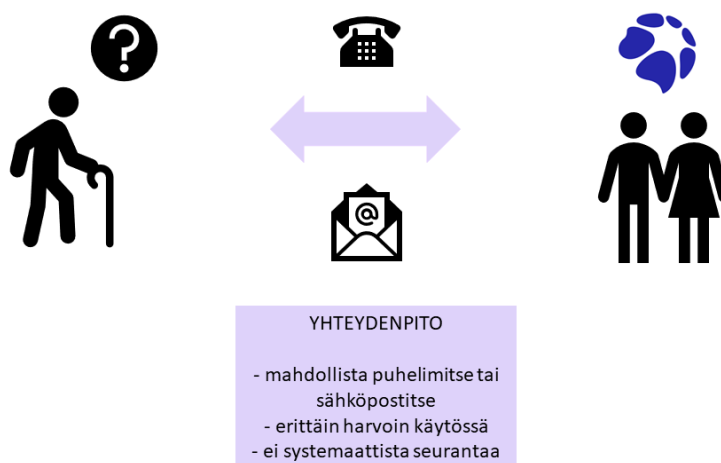 ?
@
YHTEYDENPITO
- mahdollista puhelimitse tai
sähköpostitse
- erittäin harvoin käytössä
- ei systemaattista seurantaa